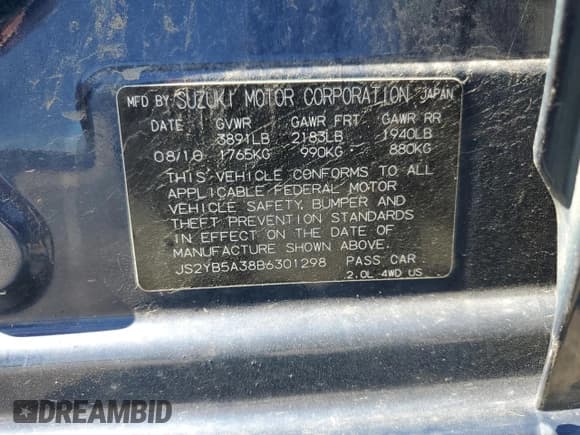 MFD BY SUZUKI MOTOR CORPORATION JAPAN
DATE GVWR GAWR FRT GAWR RR
3891LB 2183LB 1940LB
08/10 1765KG 990KG 880KG
THIS VEHICLE CONFORMS TO ALL
APPLICABLE FEDERAL MOTOR
VEHICLE SAFETY, BUMPER AND
THEFT PREVENTION STANDARDS
IN EFFECT ON THE DATE OF
MANUFACTURE SHOWN ABOVE.
JS2YB5A38B6301298 PASS CAR
2.0L 4WD US
DREAMBID